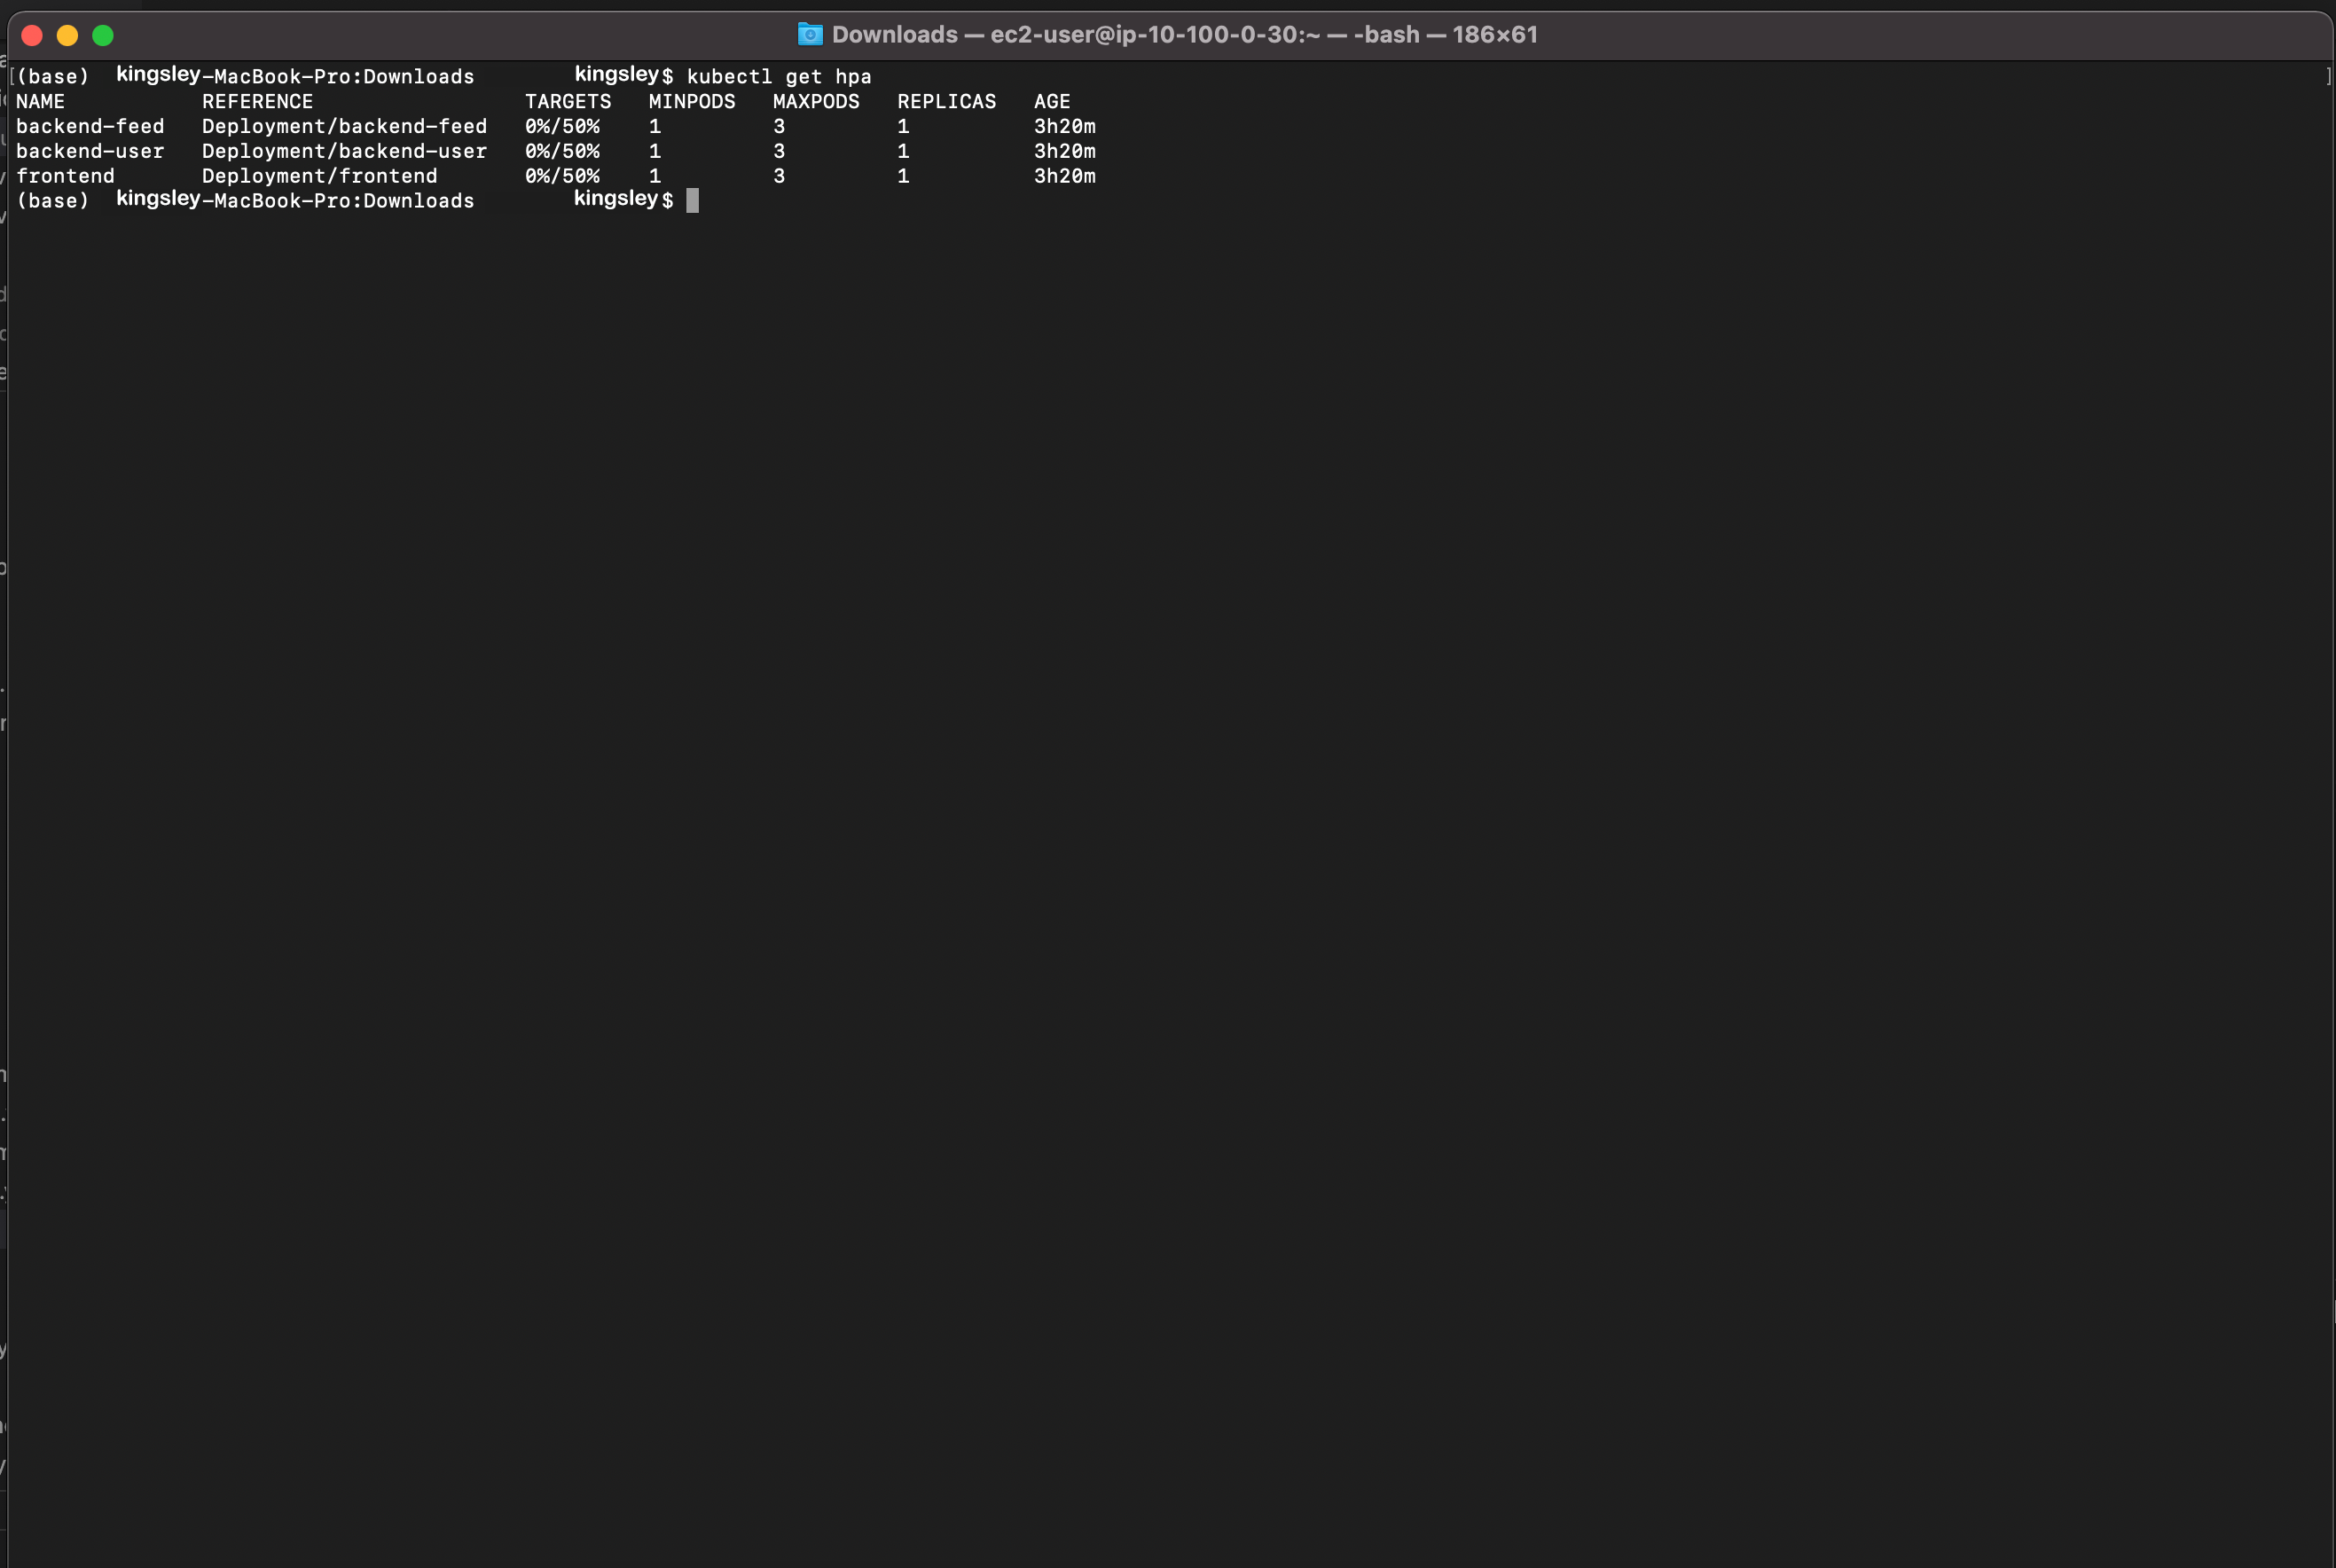 Downloads — ec2-user@ip-10-100-0-30:~ — -bash — 186×61
[(base) kingsley-MacBook-Pro:Downloads kingsley$ kubectl get hpa ]
NAME REFERENCE TARGETS MINPODS MAXPODS REPLICAS AGE
backend-feed Deployment/backend-feed 0%/50% 1 3 1 3h20m
backend-user Deployment/backend-user 0%/50% 1 3 1 3h20m
frontend Deployment/frontend 0%/50% 1 3 1 3h20m
(base) kingsley-MacBook-Pro:Downloads kingsley$